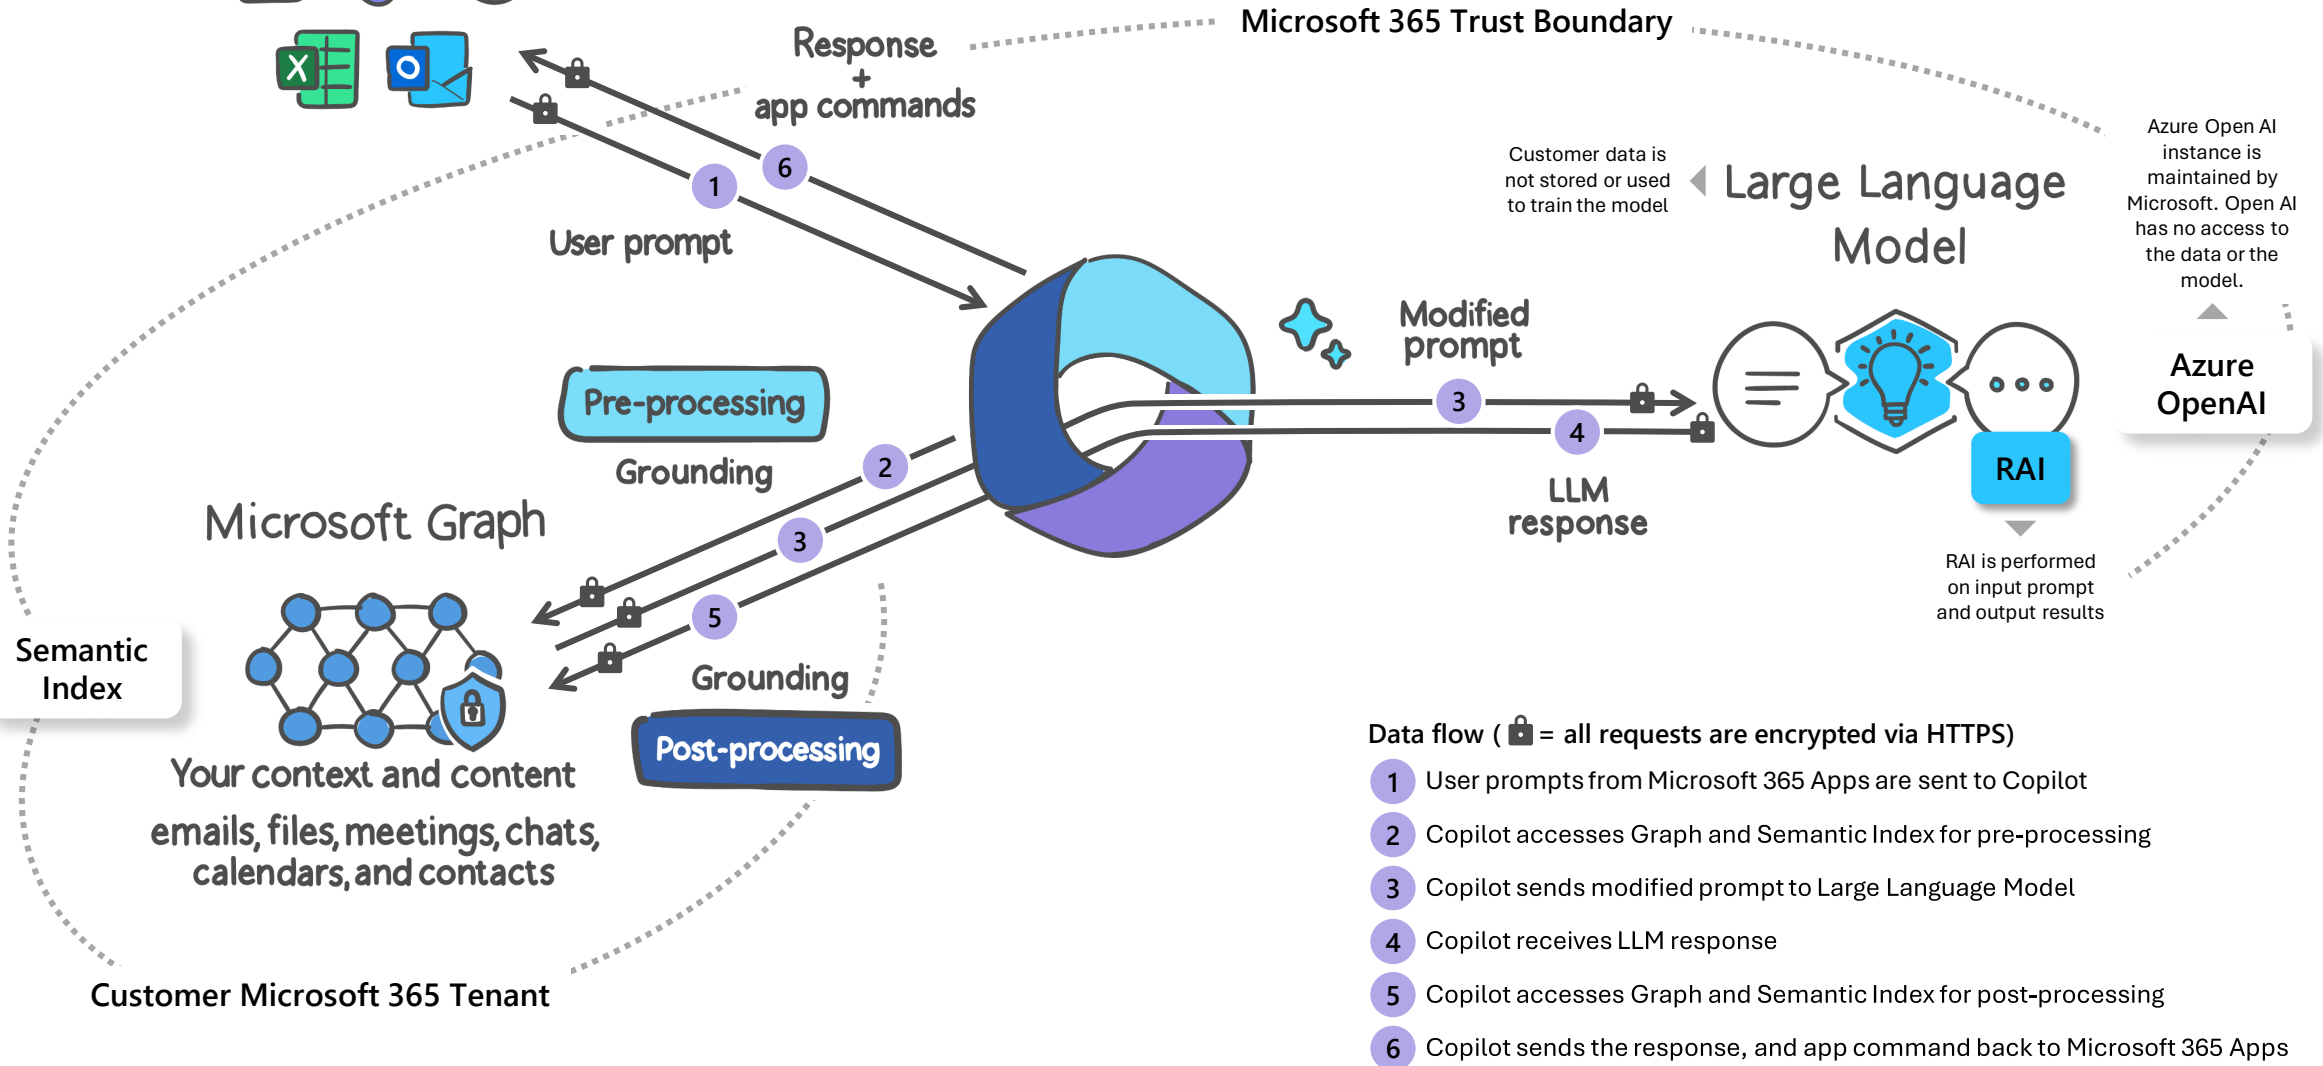 Microsoft 365 Trust Boundary
Response
+
app commands
X
O
1
6
User prompt
Customer data is
not stored or used
to train the model
Large Language
Model
Azure Open AI
instance is
maintained by
Microsoft. Open AI
has no access to
the data or the
model.
Modified
prompt
3
4
LLM
response
Azure
OpenAI
RAI
RAI is performed
on input prompt
and output results
Pre-processing
Grounding
2
3
5
Microsoft Graph
Semantic
Index
Grounding
Post-processing
Your context and content
emails, files, meetings, chats,
calendars, and contacts
Customer Microsoft 365 Tenant
Data flow ( = all requests are encrypted via HTTPS)
1 User prompts from Microsoft 365 Apps are sent to Copilot
2 Copilot accesses Graph and Semantic Index for pre-processing
3 Copilot sends modified prompt to Large Language Model
4 Copilot receives LLM response
5 Copilot accesses Graph and Semantic Index for post-processing
6 Copilot sends the response, and app command back to Microsoft 365 Apps